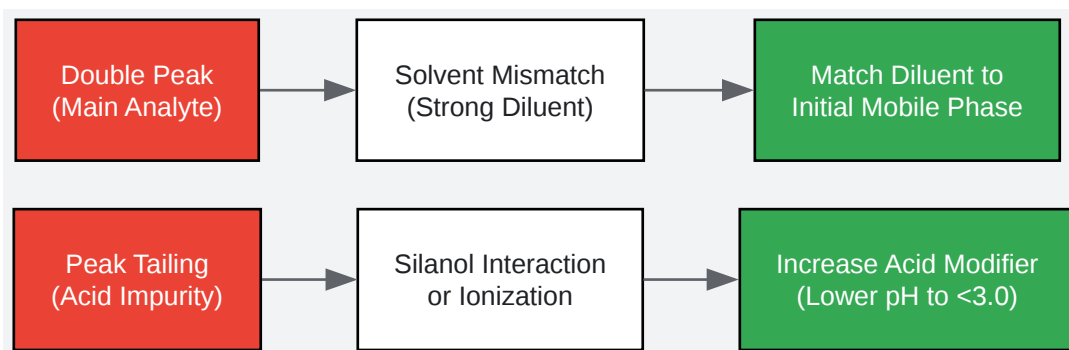 Double Peak
(Main Analyte)
Solvent Mismatch
(Strong Diluent)
Match Diluent to
Initial Mobile Phase
Peak Tailing
(Acid Impurity)
Silanol Interaction
or Ionization
Increase Acid Modifier
(Lower pH to <3.0)